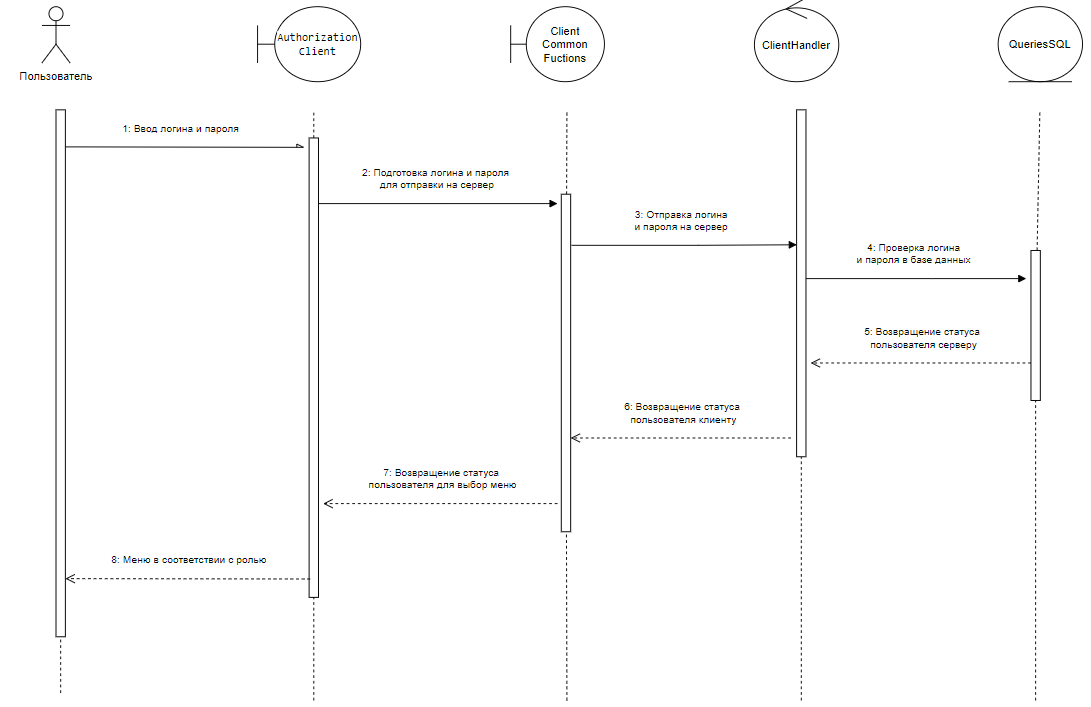 Authorization
Client
Client
Common
Fuctions
ClientHandler
QueriesSQL
Пользователь
1: Ввод логина и пароля
2: Подготовка логина и пароля
для отправки на сервер
3: Отправка логина
и пароля на сервер
4: Проверка логина
и пароля в базе данных
5: Возвращение статуса
пользователя серверу
6: Возвращение статуса
пользователя клиенту
7: Возвращение статуса
пользователя для выбор меню
8: Меню в соответствии с ролью